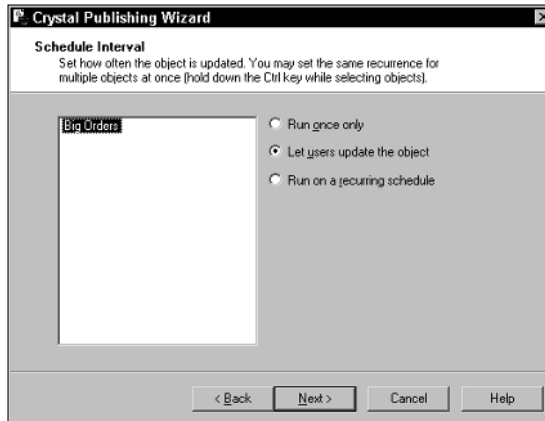 Crystal Publishing Wizard
Schedule Interval
Set how often the object is updated. You may set the same recurrence for
multiple objects at once (hold down the Ctrl key while selecting objects).
Big Orders
Run once only
Let users update the object
Run on a recurring schedule
< Back
Next >
Cancel
Help